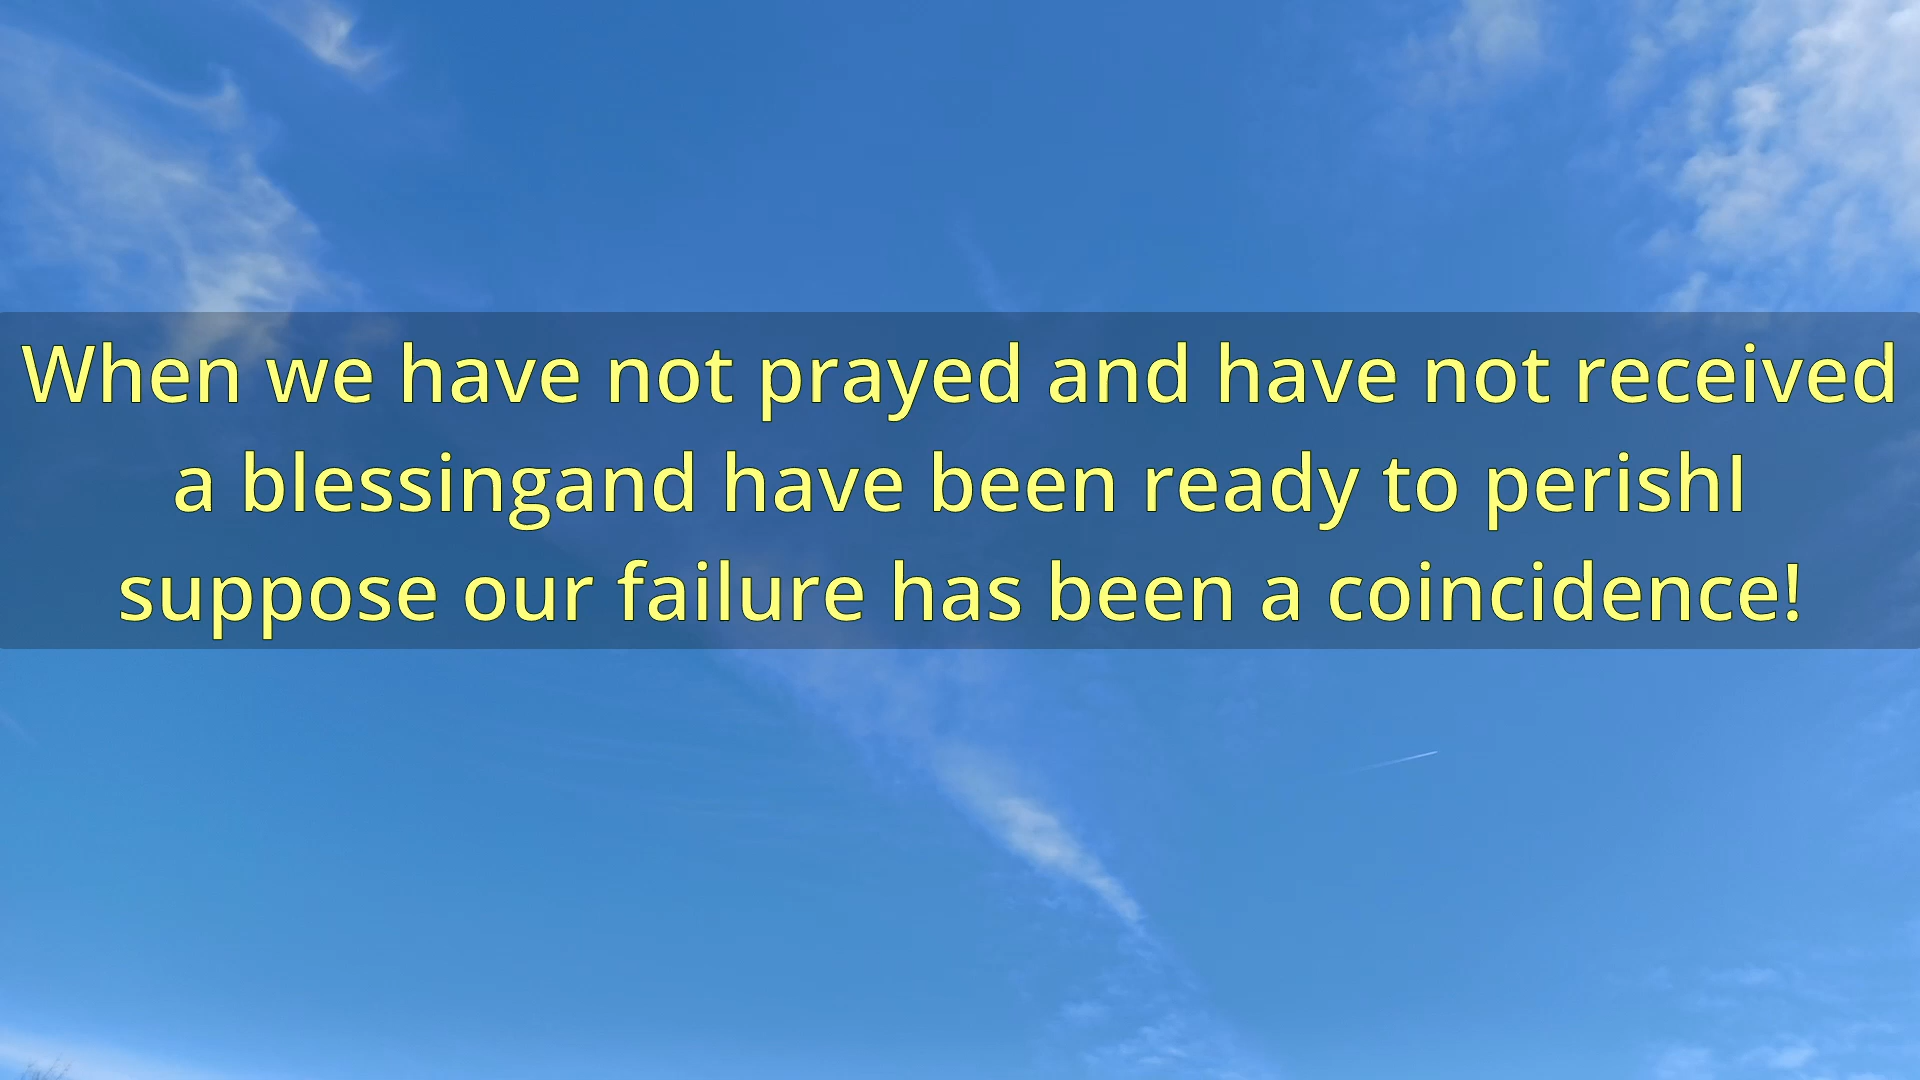 When we have not prayed and have not received
a blessingand have been ready to perishI
suppose our failure has been a coincidence!